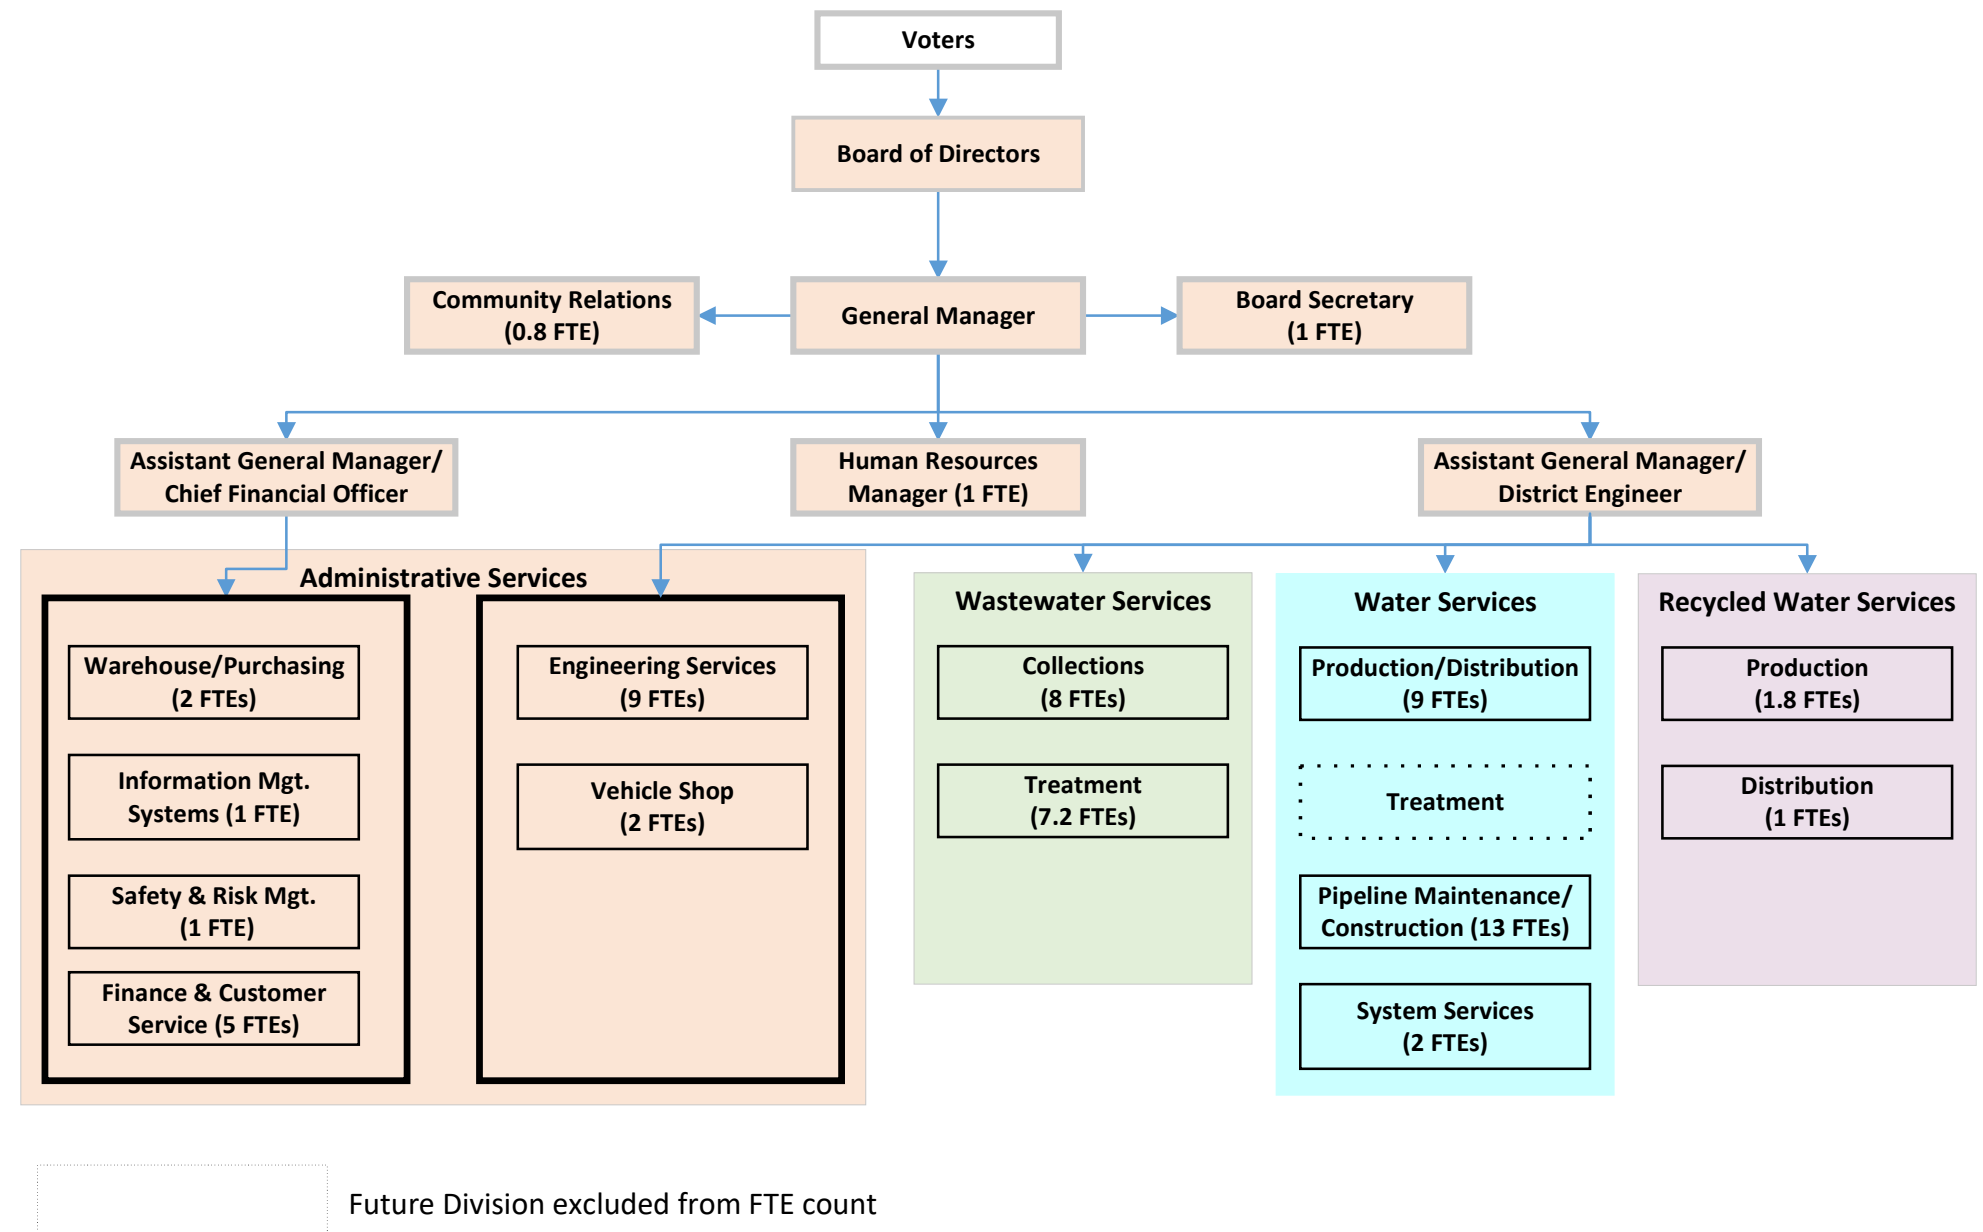 Voters
Board of Directors
Community Relations
(0.8 FTE)
General Manager
Board Secretary
(1 FTE)
Assistant General Manager/
Chief Financial Officer
Human Resources
Manager (1 FTE)
Assistant General Manager/
District Engineer
Administrative Services
Warehouse/Purchasing
(2 FTEs)
Information Mgt.
Systems (1 FTE)
Safety & Risk Mgt.
(1 FTE)
Finance & Customer
Service (5 FTEs)
Engineering Services
(9 FTEs)
Vehicle Shop
(2 FTEs)
Wastewater Services
Collections
(8 FTEs)
Treatment
(7.2 FTEs)
Water Services
Production/Distribution
(9 FTEs)
Treatment
Pipeline Maintenance/
Construction (13 FTEs)
System Services
(2 FTEs)
Recycled Water Services
Production
(1.8 FTEs)
Distribution
(1 FTEs)
Future Division excluded from FTE count